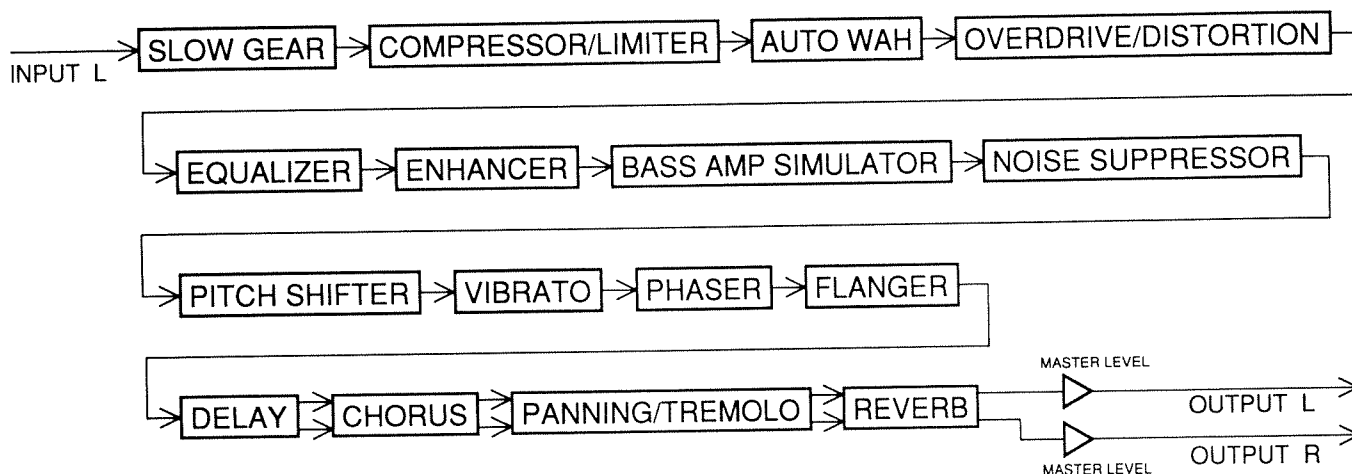 INPUT L
SLOW GEAR
COMPRESSOR/LIMITER
AUTO WAH
OVERDRIVE/DISTORTION
EQUALIZER
ENHANCER
BASS AMP SIMULATOR
NOISE SUPPRESSOR
PITCH SHIFTER
VIBRATO
PHASER
FLANGER
DELAY
CHORUS
PANNING/TREMOLO
REVERB
MASTER LEVEL
OUTPUT L
MASTER LEVEL
OUTPUT R